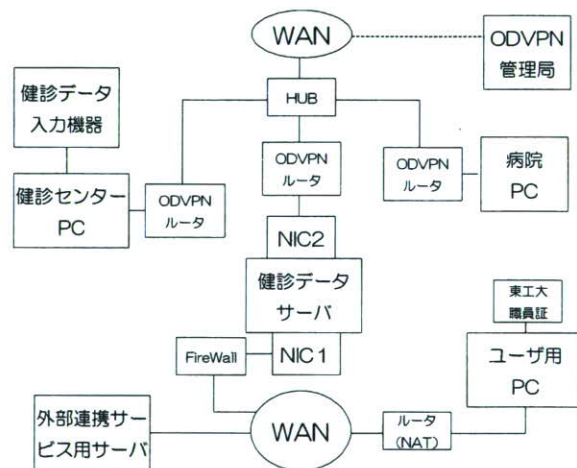 WAN
ODVPN
管理局
健診データ
入力機器
HUB
ODVPN
ルータ
ODVPN
ルータ
病院
PC
健診センター
PC
ODVPN
ルータ
NIC2
健診データ
サーバ
NIC1
FireWall
東工大
職員証
ユーザ用
PC
外部連携サー
ビス用サーバ
WAN
ルータ
(NAT)